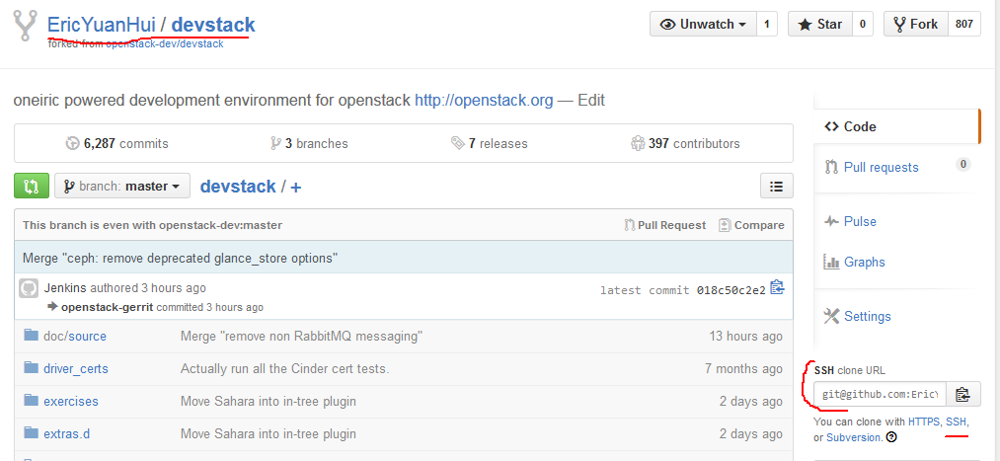 EricYuanHui / devstack
forked from openstack-dev/devstack
Unwatch 1 Star 0 Fork 807
oneiric powered development environment for openstack http://openstack.org — Edit
6,287 commits 3 branches 7 releases 397 contributors
branch: master devstack / +
This branch is even with openstack-dev:master Pull Request Compare
Merge "ceph: remove deprecated glance_store options"
Jenkins authored 3 hours ago latest commit 018c50c2e2
openstack-gerrit committed 3 hours ago
doc/source Merge "remove non RabbitMQ messaging" 13 hours ago
driver_certs Actually run all the Cinder cert tests. 7 months ago
exercises Move Sahara into in-tree plugin 2 days ago
extras.d Move Sahara into in-tree plugin 2 days ago
Code
Pull requests 0
Pulse
Graphs
Settings
SSH clone URL
git@github.com:Eric
You can clone with HTTPS, SSH,
or Subversion.